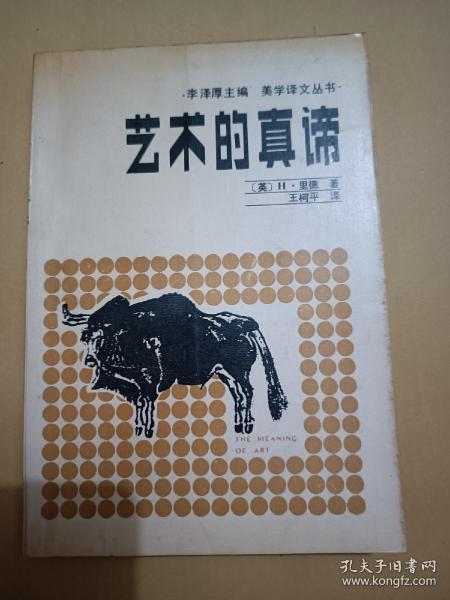 ·李泽厚主编 美学译文丛书·
艺术的真谛
〔英〕H·里德 著
王柯平 译
THE MEANING
OF ART
孔夫子旧书网
www.kongfz.com